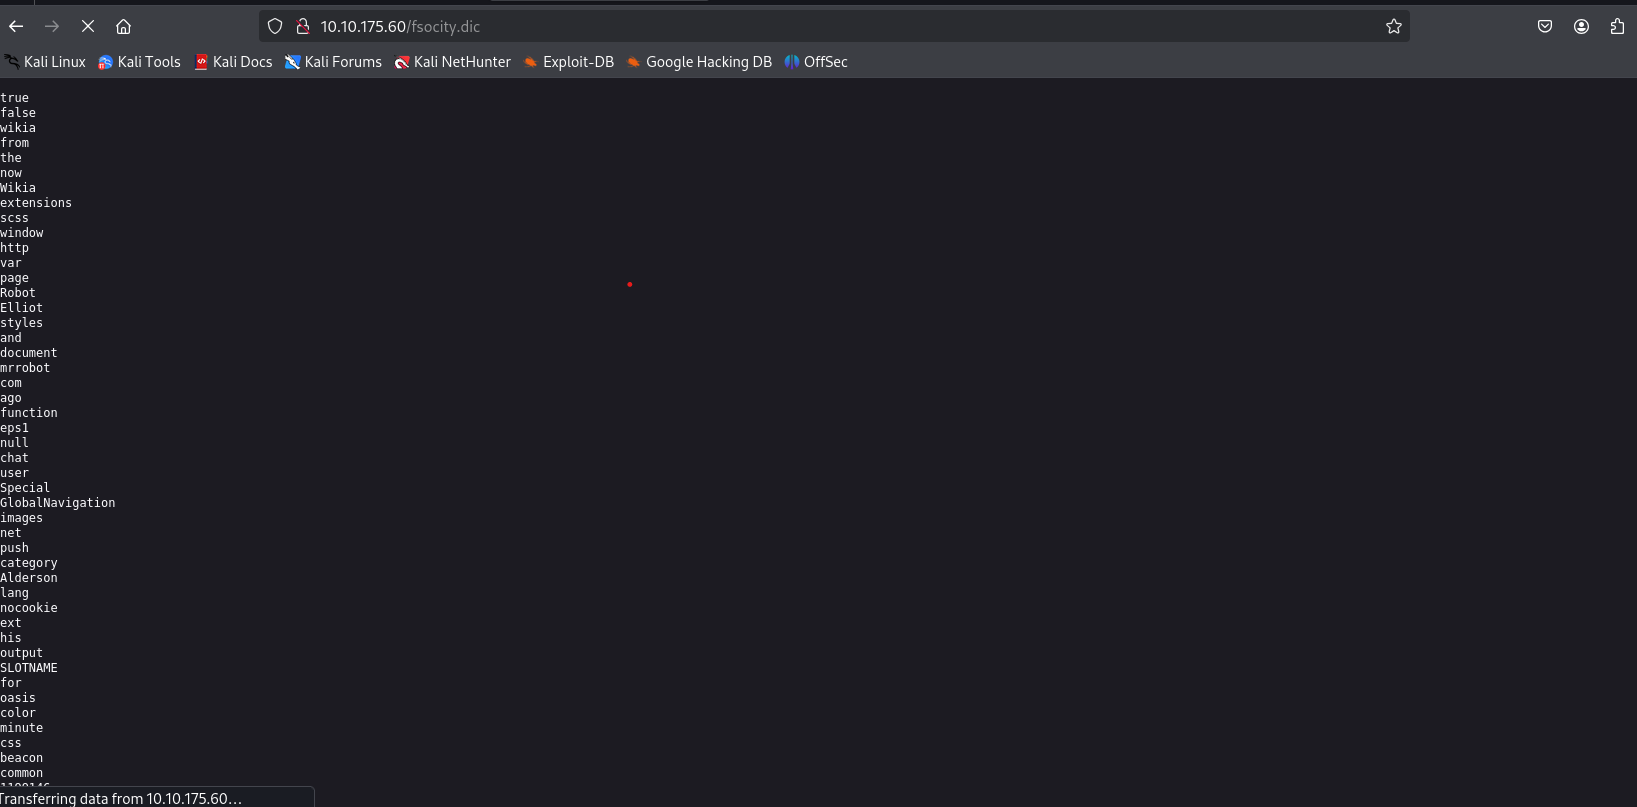 10.10.175.60/fsocity.dic
Kali Linux Kali Tools Kali Docs Kali Forums Kali NetHunter Exploit-DB Google Hacking DB OffSec
true
false
wikia
from
the
now
Wikia
extensions
scss
window
http
var
page
Robot
Elliot
styles
and
document
mrrobot
com
ago
function
eps1
null
chat
user
Special
GlobalNavigation
images
net
push
category
Alderson
lang
nocookie
ext
his
output
SLOTNAME
for
oasis
color
minute
css
beacon
common
Transferring data from 10.10.175.60…